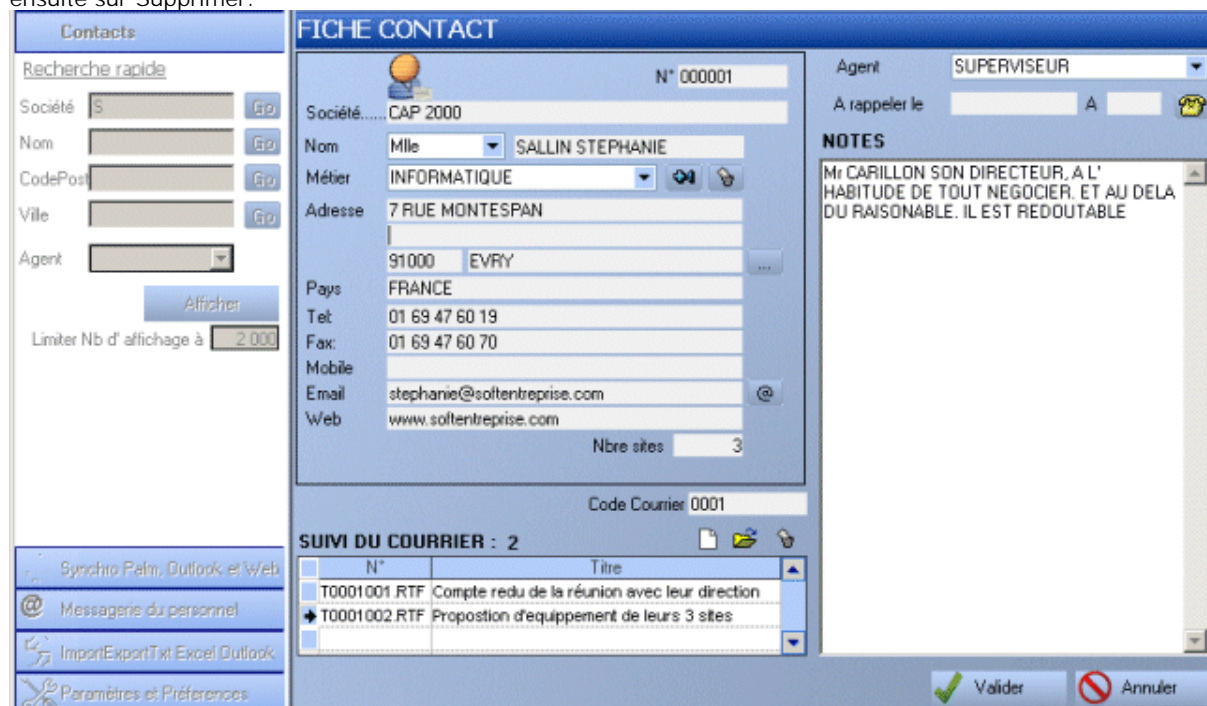 ensuite sur Supprimer.
Contacts
Recherche rapide
Société S Go
Nom Go
CodePost Go
Ville Go
Agent
Afficher
Limiter Nb d' affichage à 2 000
Synchro Palm, Outlook et Web
@ Messagerie du personnel
ImportExportTxt Excel Outlook
Paramètres et Préferences
FICHE CONTACT
N° 000001
Société...... CAP 2000
Nom Mlle SALLIN STEPHANIE
Métier INFORMATIQUE
Adresse 7 RUE MONTESPAN
91000 EVRY ...
Pays FRANCE
Tel: 01 69 47 60 19
Fax: 01 69 47 60 70
Mobile
Email stephanie@softentreprise.com @
Web www.softentreprise.com
Nbre sites 3
Code Courrier 0001
SUIVI DU COURRIER : 2
N° Titre
T0001001.RTF Compte redu de la réunion avec leur direction
T0001002.RTF Propostion d'equippement de leurs 3 sites
Agent SUPERVISEUR
A rappeler le A
NOTES
Mr CARILLON SON DIRECTEUR, A L'
HABITUDE DE TOUT NEGOCIER. ET AU DELA
DU RAISONABLE. IL EST REDOUTABLE
Valider Annuler